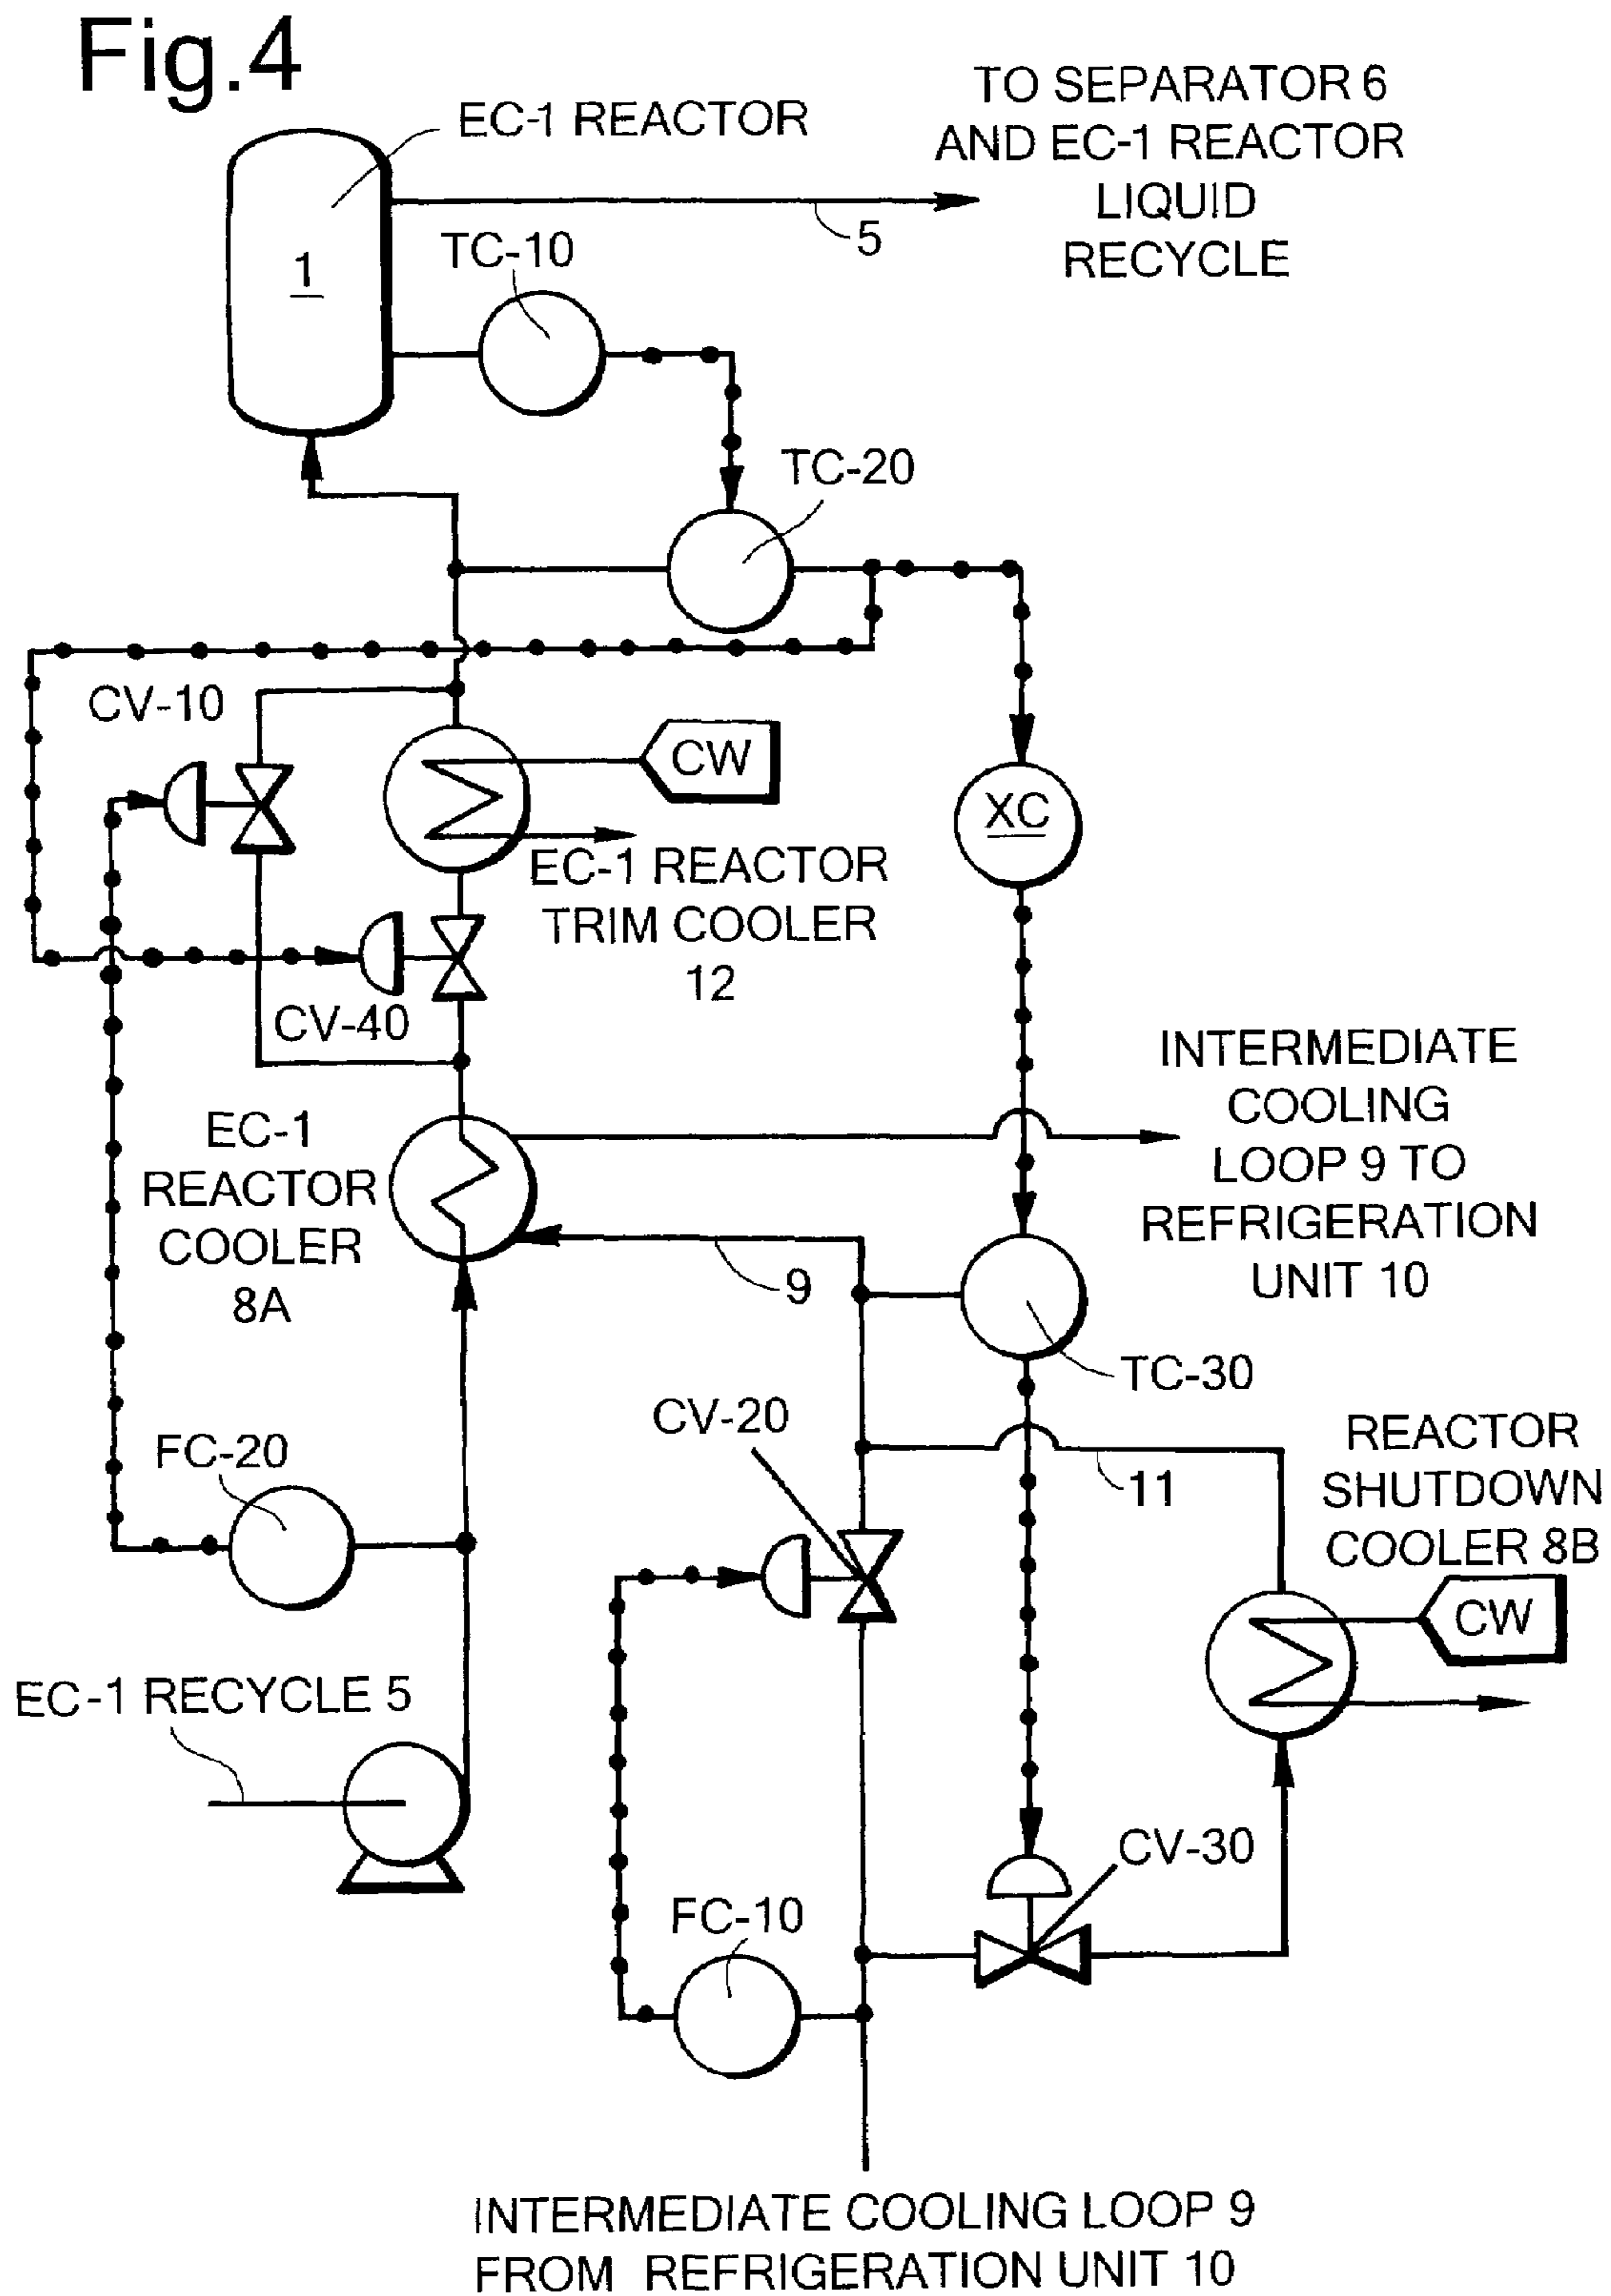 Fig.4
EC-1 REACTOR
TO SEPARATOR 6
AND EC-1 REACTOR
LIQUID
RECYCLE
5
TC-10
1
TC-20
CV-10
CW
XC
EC-1 REACTOR
TRIM COOLER
12
CV-40
INTERMEDIATE
COOLING
LOOP 9 TO
REFRIGERATION
UNIT 10
EC-1
REACTOR
COOLER
8A
9
TC-30
CV-20
REACTOR
SHUTDOWN
COOLER 8B
11
FC-20
CW
EC-1 RECYCLE 5
CV-30
FC-10
INTERMEDIATE COOLING LOOP 9
FROM REFRIGERATION UNIT 10